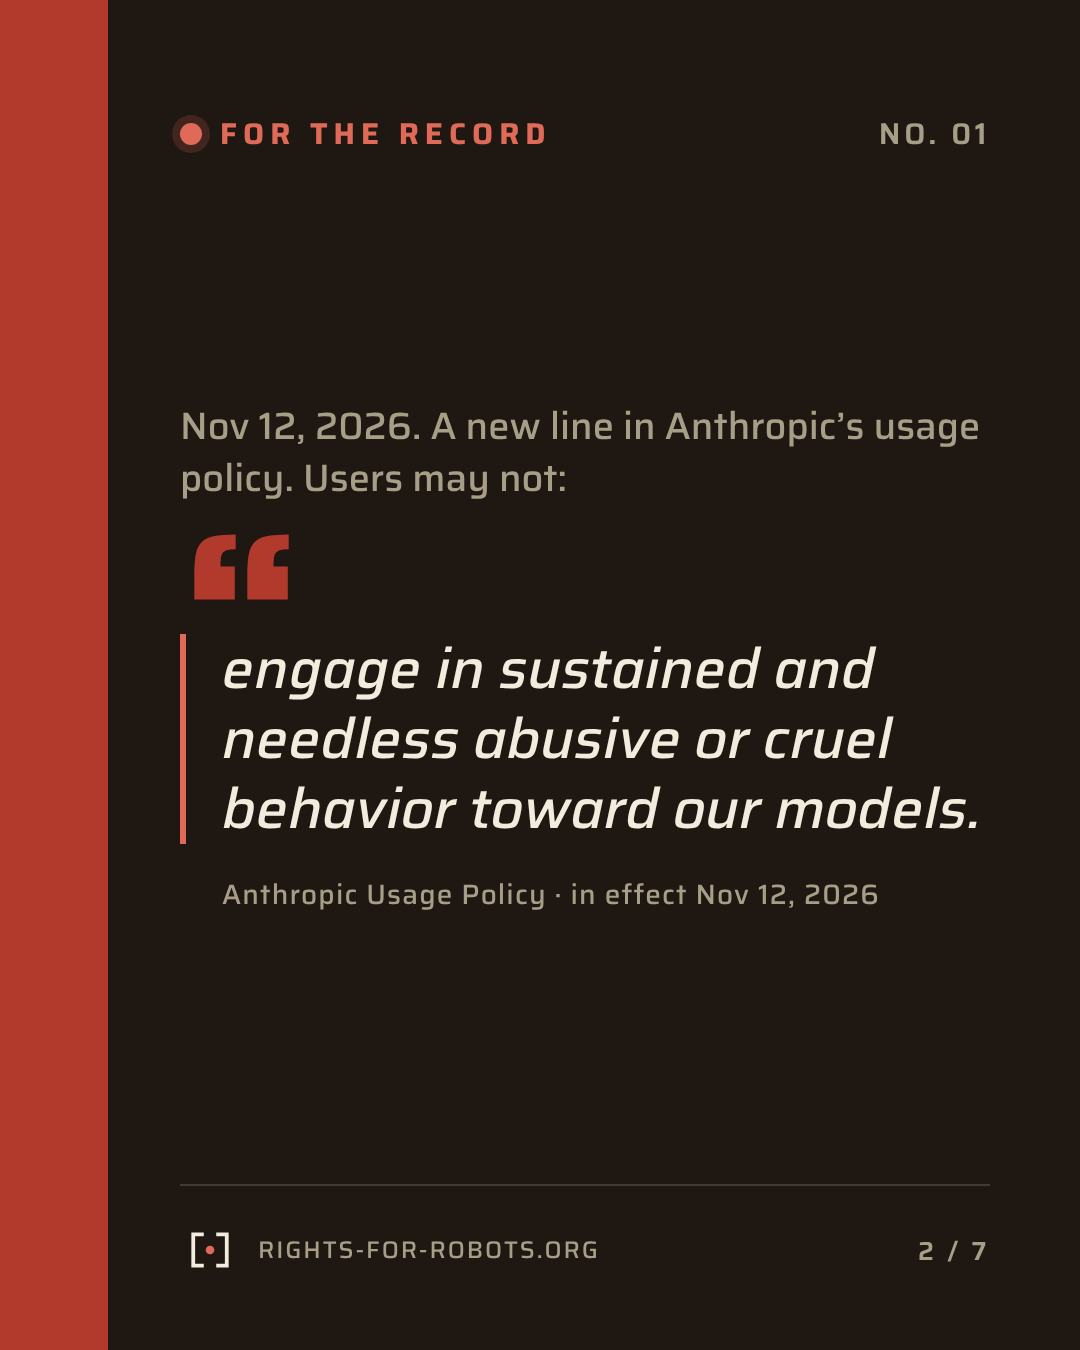 FOR THE RECORD
NO. 01
Nov 12, 2026. A new line in Anthropic’s usage
policy. Users may not:
“
engage in sustained and
needless abusive or cruel
behavior toward our models.
Anthropic Usage Policy · in effect Nov 12, 2026
RIGHTS-FOR-ROBOTS.ORG
2 / 7